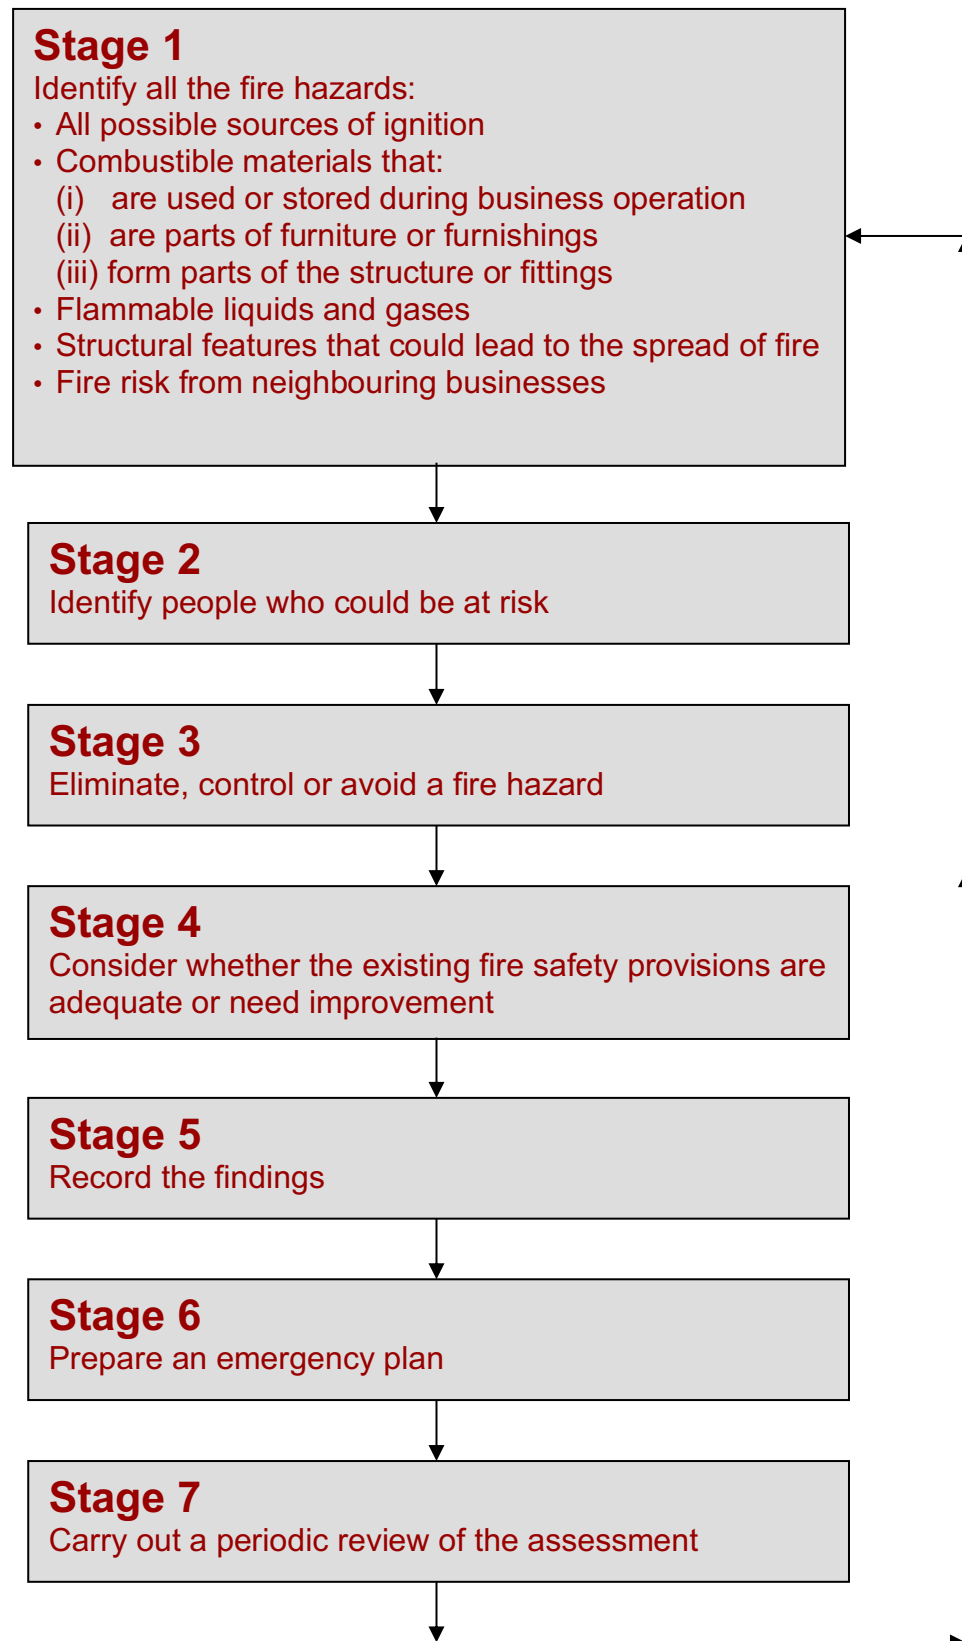 Stage 1
Identify all the fire hazards:
• All possible sources of ignition
• Combustible materials that:
(i) are used or stored during business operation
(ii) are parts of furniture or furnishings
(iii) form parts of the structure or fittings
• Flammable liquids and gases
• Structural features that could lead to the spread of fire
• Fire risk from neighbouring businesses
Stage 2
Identify people who could be at risk
Stage 3
Eliminate, control or avoid a fire hazard
Stage 4
Consider whether the existing fire safety provisions are
adequate or need improvement
Stage 5
Record the findings
Stage 6
Prepare an emergency plan
Stage 7
Carry out a periodic review of the assessment